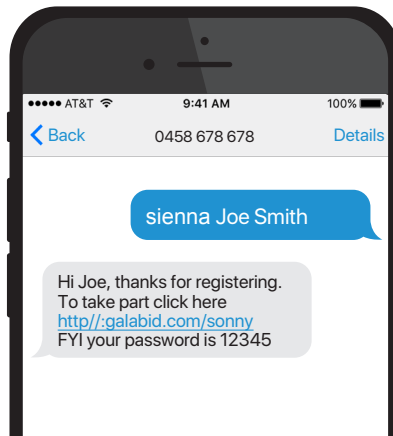 AT&T 9:41 AM 100%
Back 0458 678 678 Details
sienna Joe Smith
Hi Joe, thanks for registering.
To take part click here
http//:galabid.com/sonny
FYI your password is 12345